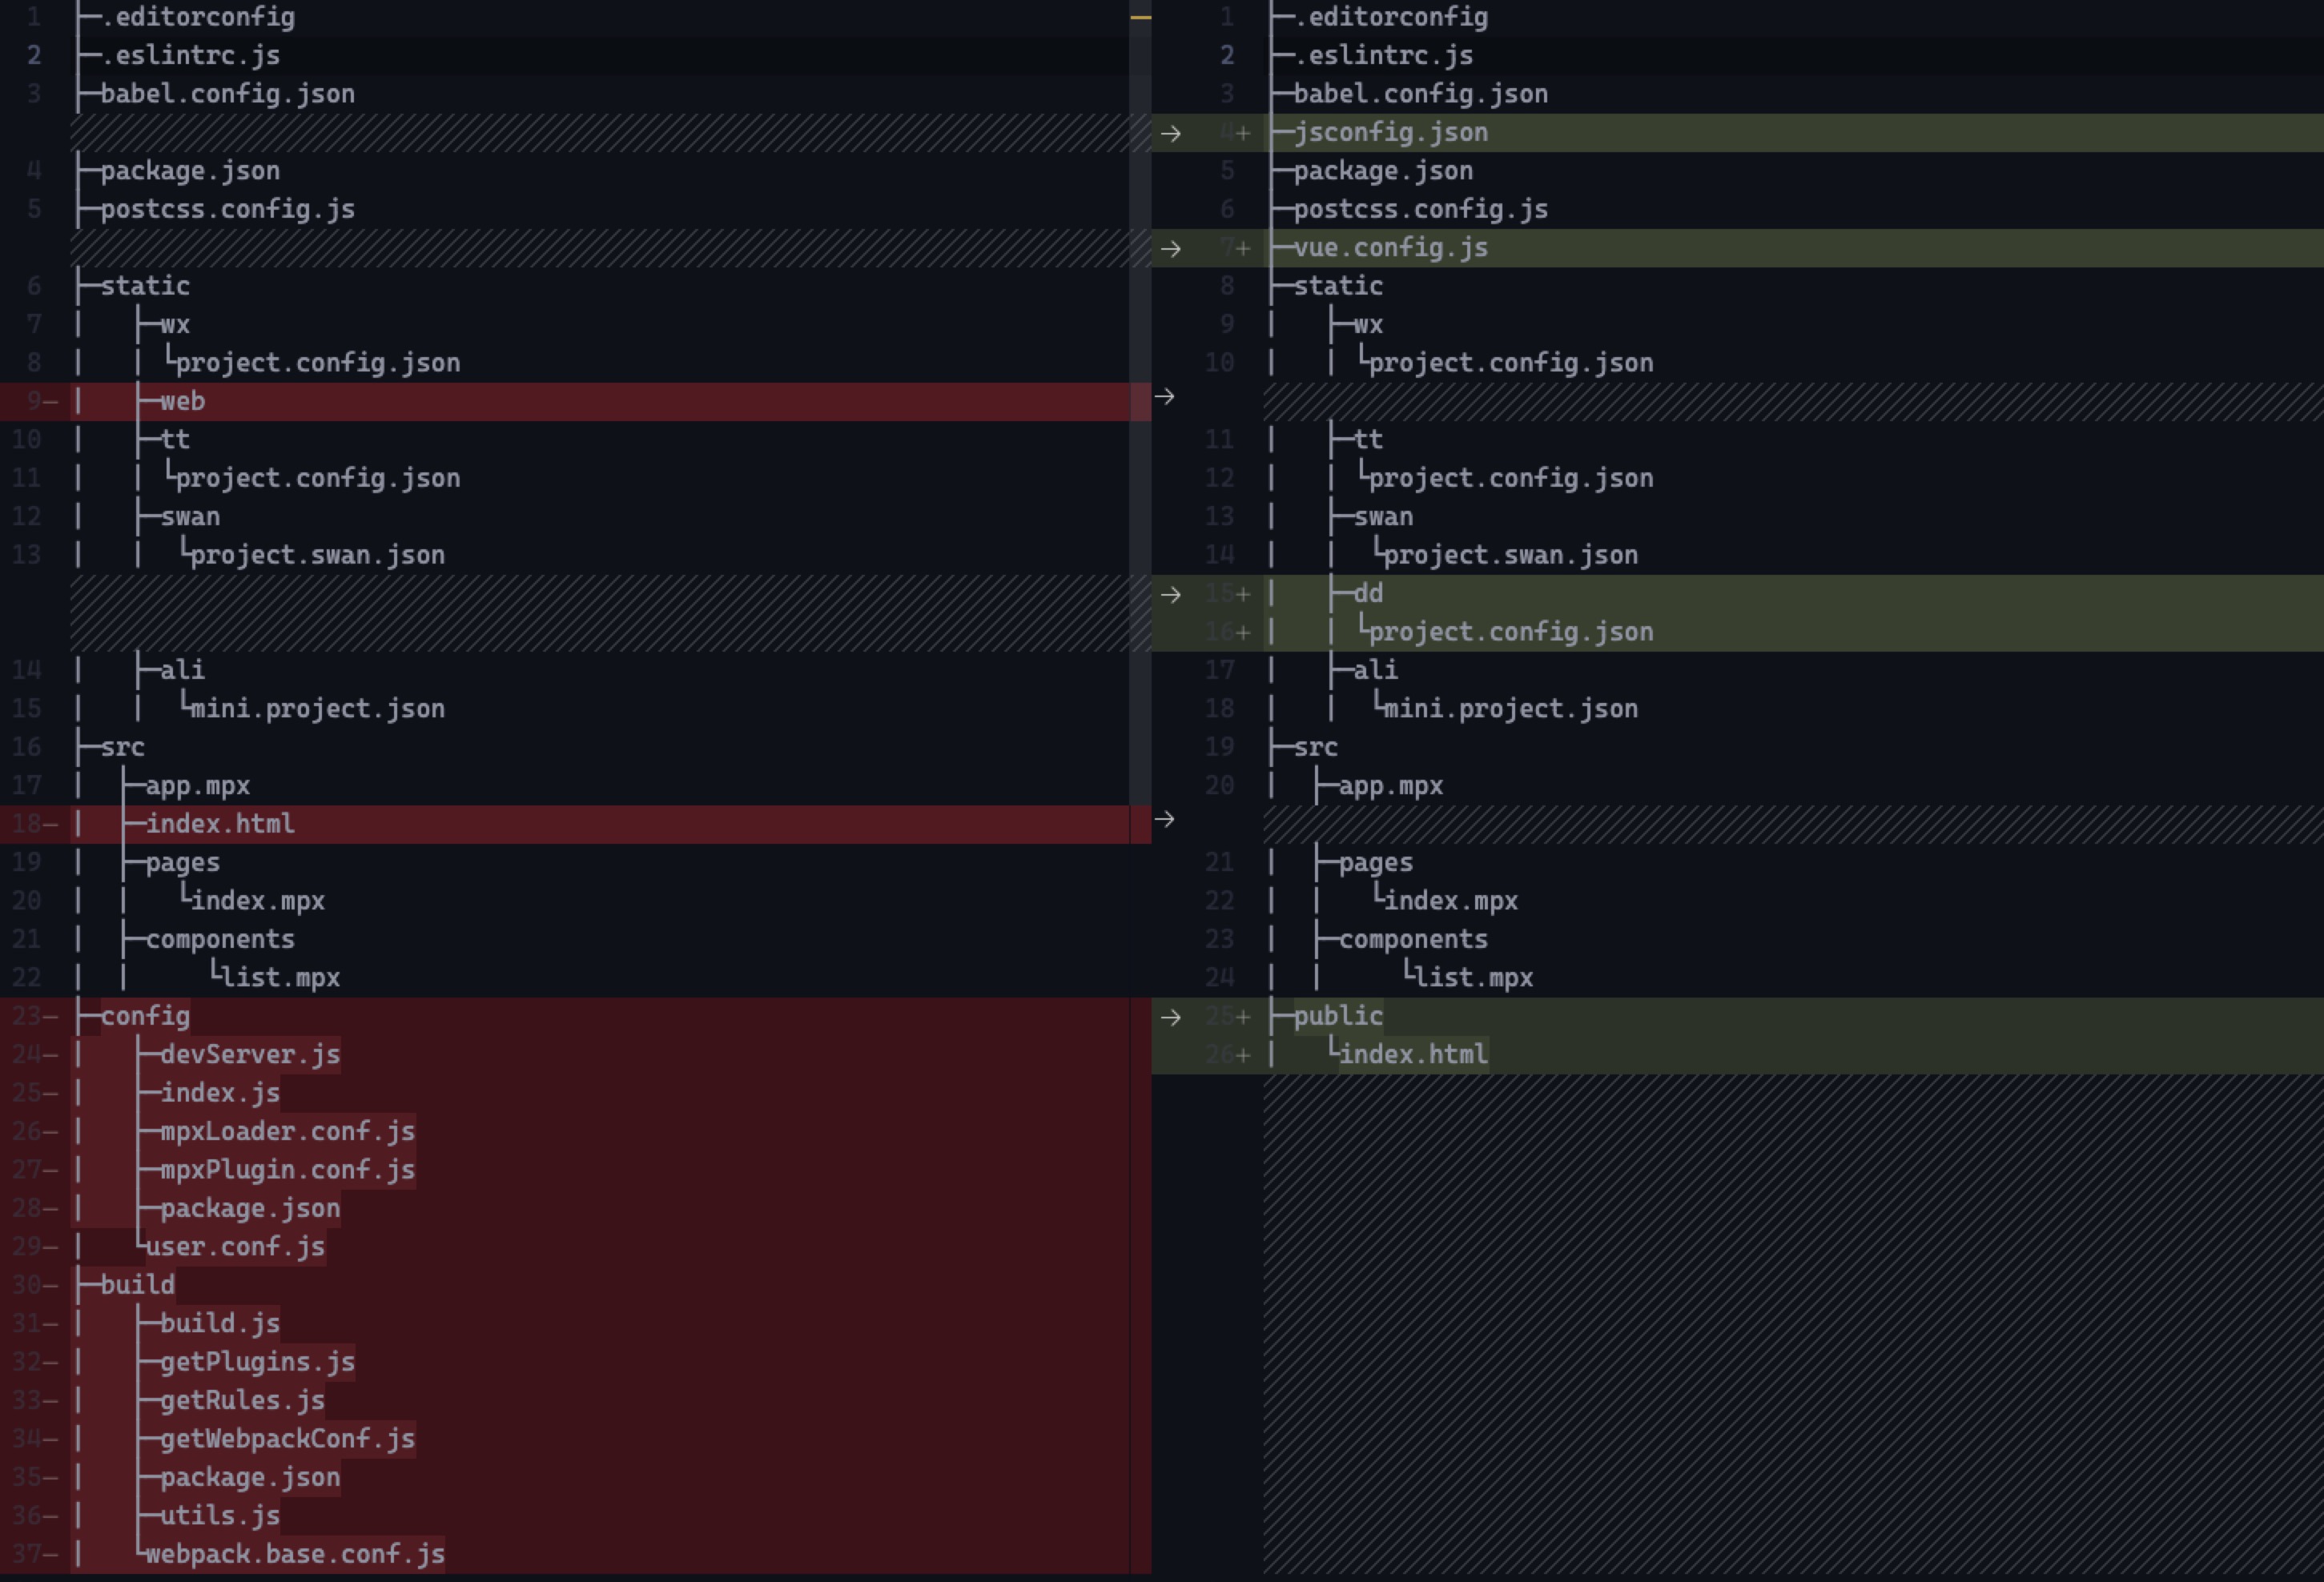 1 ├─.editorconfig
2 ├─.eslintrc.js
3 ├─babel.config.json
4 ├─package.json
5 ├─postcss.config.js
6 ├─static
7 |   ├─wx
8 |   | └project.config.json
9— |   ├─web
10 |   ├─tt
11 |   | └project.config.json
12 |   ├─swan
13 |   |  └project.swan.json
14 |   ├─ali
15 |   |  └mini.project.json
16 ├─src
17 |  ├─app.mpx
18— |  ├─index.html
19 |  ├─pages
20 |  |   └index.mpx
21 |  ├─components
22 |  |     └list.mpx
23— ├─config
24— |   ├─devServer.js
25— |   ├─index.js
26— |   ├─mpxLoader.conf.js
27— |   ├─mpxPlugin.conf.js
28— |   ├─package.json
29— |   └user.conf.js
30— ├─build
31— |   ├─build.js
32— |   ├─getPlugins.js
33— |   ├─getRules.js
34— |   ├─getWebpackConf.js
35— |   ├─package.json
36— |   ├─utils.js
37— |   └webpack.base.conf.js
1 ├─.editorconfig
2 ├─.eslintrc.js
3 ├─babel.config.json
→ 4+ ├─jsconfig.json
5 ├─package.json
6 ├─postcss.config.js
→ 7+ ├─vue.config.js
8 ├─static
9 |   ├─wx
10 |   | └project.config.json
→
11 |   ├─tt
12 |   | └project.config.json
13 |   ├─swan
14 |   |  └project.swan.json
→ 15+ |   ├─dd
16+ |   | └project.config.json
17 |   ├─ali
18 |   |  └mini.project.json
19 ├─src
20 |  ├─app.mpx
→
21 |  ├─pages
22 |  |   └index.mpx
23 |  ├─components
24 |  |     └list.mpx
→ 25+ ├─public
26+ |   └index.html